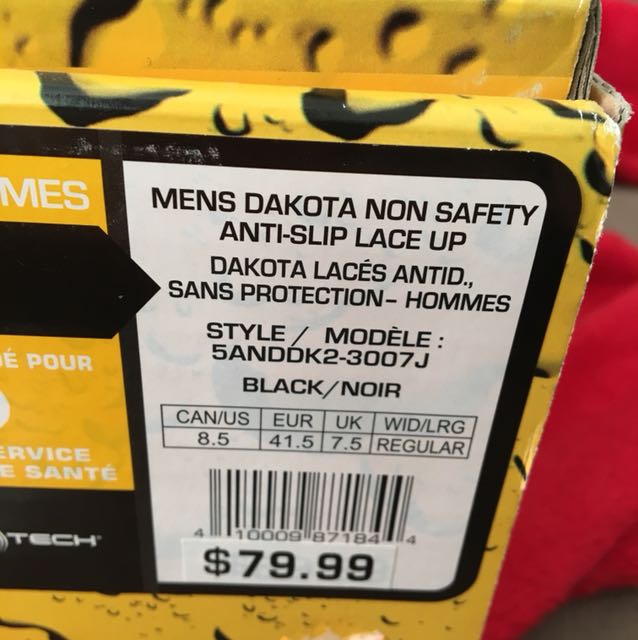 MES
É POUR
ERVICE
E SANTÉ
TECH
MENS DAKOTA NON SAFETY
ANTI-SLIP LACE UP
DAKOTA LACÉS ANTID.,
SANS PROTECTION- HOMMES
STYLE / MODÈLE :
5ANDDK2-3007J
BLACK/NOIR
CAN/US EUR UK WID/LRG
8.5 41.5 7.5 REGULAR
4 10009 87184 4
$79.99